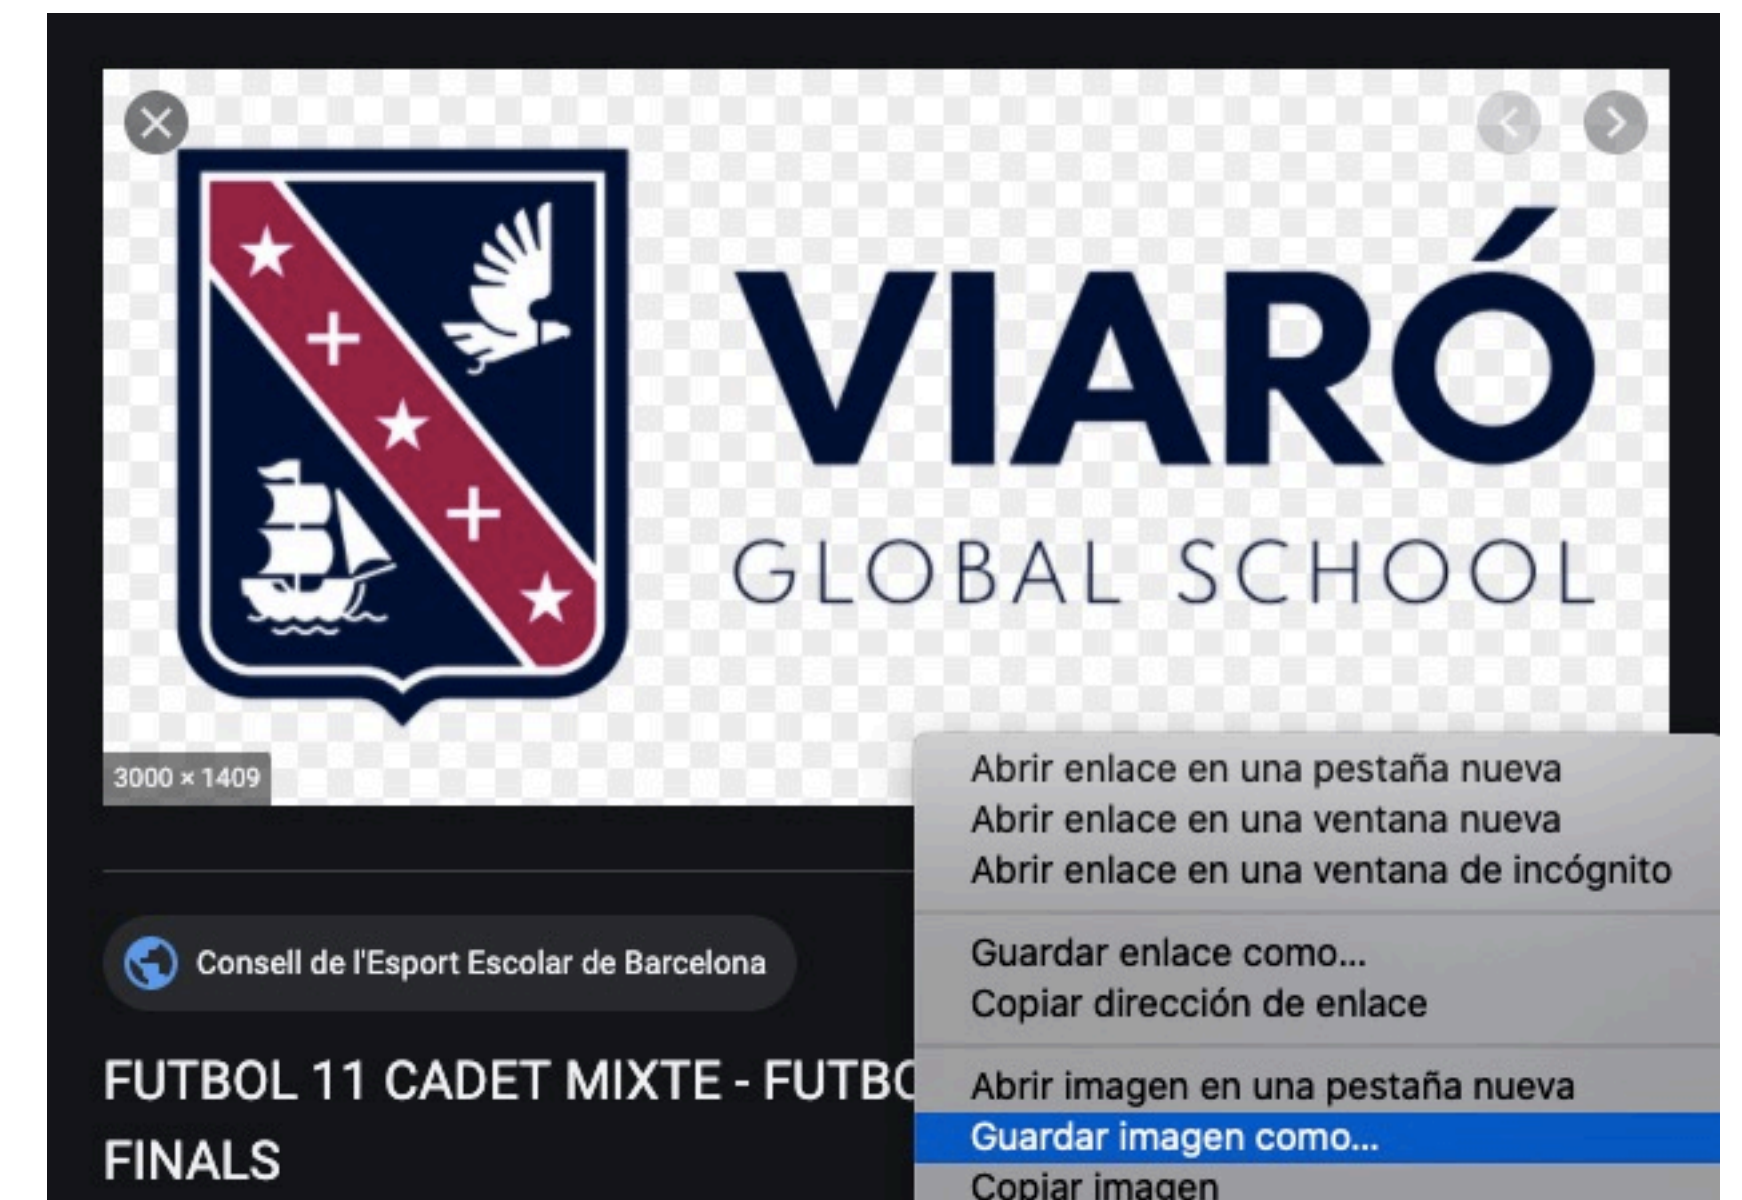 VIARÓ
GLOBAL SCHOOL
3000 × 1409
Consell de l'Esport Escolar de Barcelona
FUTBOL 11 CADET MIXTE - FUTBO
FINALS
Abrir enlace en una pestaña nueva
Abrir enlace en una ventana nueva
Abrir enlace en una ventana de incógnito
Guardar enlace como...
Copiar dirección de enlace
Abrir imagen en una pestaña nueva
Guardar imagen como...
Copiar imagen